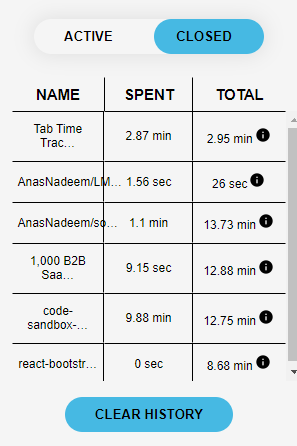 ACTIVE CLOSED
NAME SPENT TOTAL
Tab Time
Trac... 2.87 min 2.95 min
AnasNadeem/LM... 1.56 sec 26 sec
AnasNadeem/so... 1.1 min 13.73 min
1,000 B2B
Saa... 9.15 sec 12.88 min
code-
sandbox-... 9.88 min 12.75 min
react-bootstr... 0 sec 8.68 min
CLEAR HISTORY